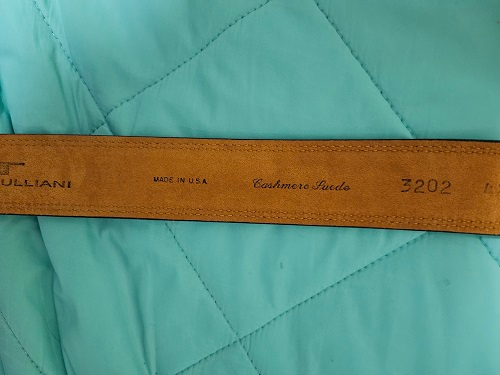 ULLIANI
MADE IN U.S.A.
Cashmere Suede
3202